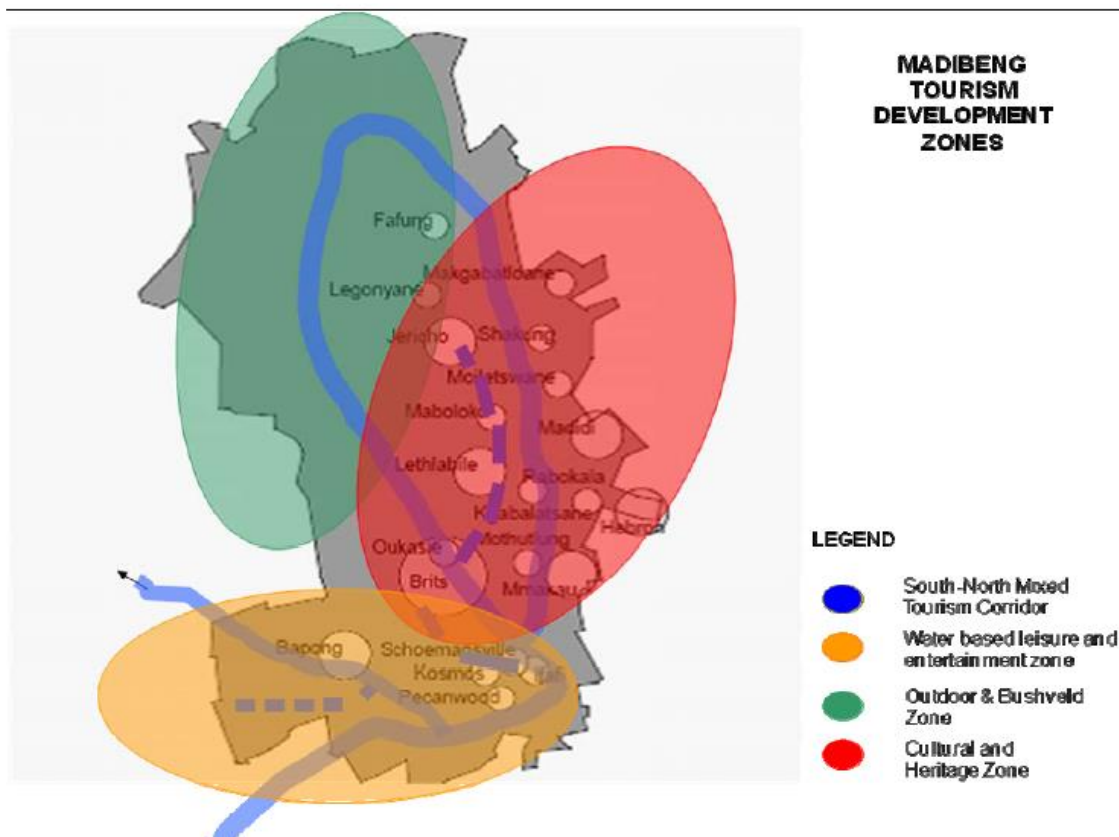 MADIBENG
TOURISM
DEVELOPMENT
ZONES
Fafung
Makgabatloane
Legonyane
Jericho
Shakung
Moiletswane
Maboloko
Madidi
Lethlabile
Rabokala
Hebron
Mothutlung
Oukasie
Brits
Mmakau
Bapong
Schoemansville
Kosmos
Pecanwood
LEGEND
South-North Mixed
Tourism Corridor
Water based leisure and
entertainment zone
Outdoor & Bushveld
Zone
Cultural and
Heritage Zone